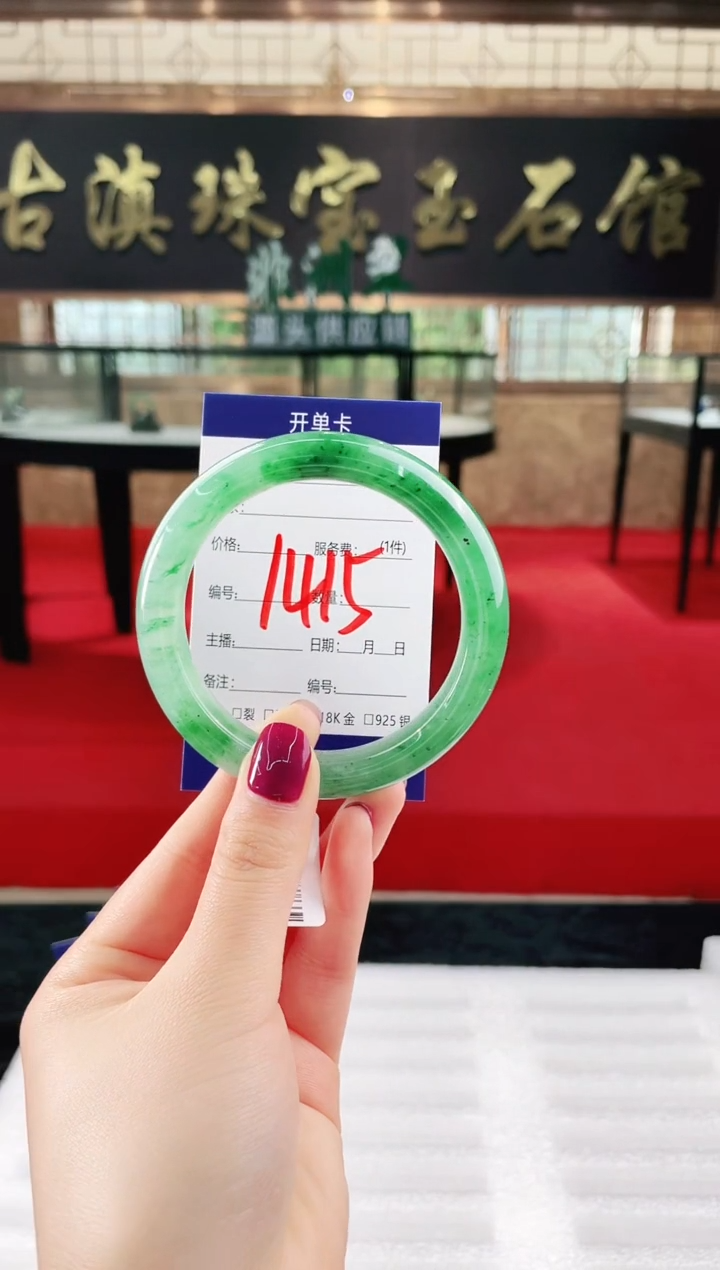 古滇珠宝玉石馆
源头供应商
开单卡
价格: 服务费: (1件)
1415
编号: 数量:
主播: 日期: 月 日
备注: 编号:
□裂 18K金 □925银